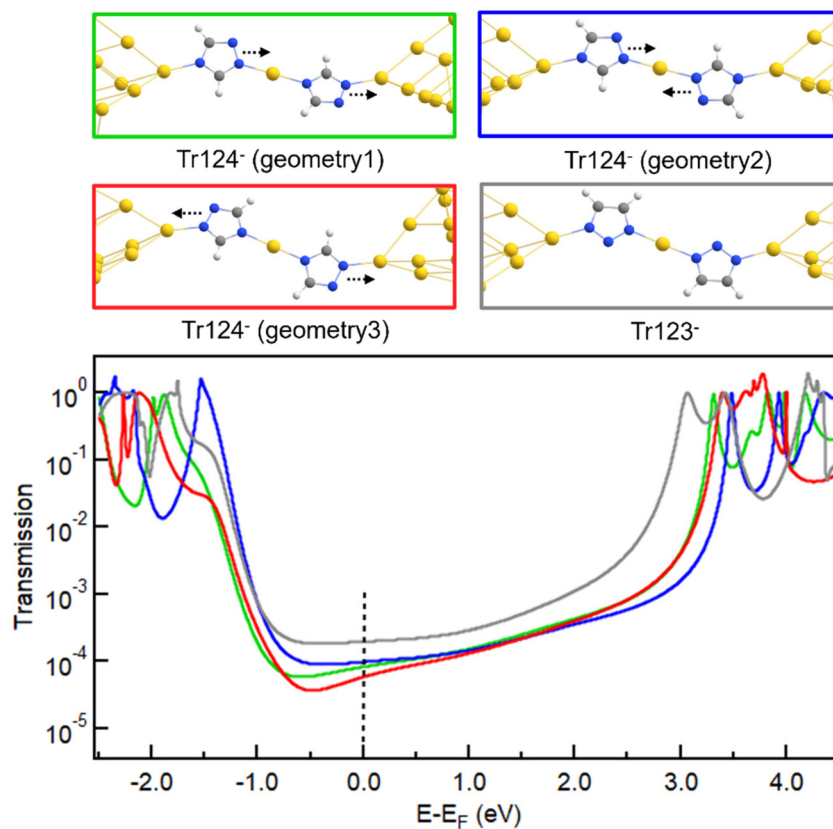 Tr124⁻ (geometry1)
Tr124⁻ (geometry2)
Tr124⁻ (geometry3)
Tr123⁻
Transmission
10⁰
10⁻¹
10⁻²
10⁻³
10⁻⁴
10⁻⁵
-2.0
-1.0
0.0
1.0
2.0
3.0
4.0
E-E_F (eV)